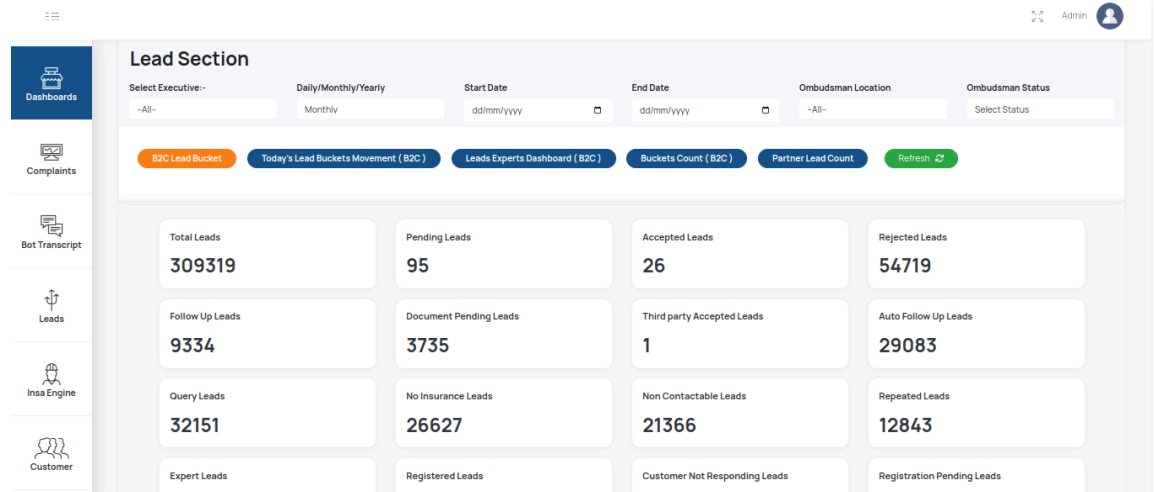 Admin
Dashboards
Complaints
Bot Transcript
Leads
Insa Engine
Customer
Lead Section
Select Executive:- Daily/Monthly/Yearly Start Date End Date Ombudsman Location Ombudsman Status
--All-- Monthly dd/mm/yyyy dd/mm/yyyy --All-- Select Status
B2C Lead Bucket Today's Lead Buckets Movement ( B2C ) Leads Experts Dashboard ( B2C ) Buckets Count ( B2C ) Partner Lead Count Refresh
Total Leads Pending Leads Accepted Leads Rejected Leads
309319 95 26 54719
Follow Up Leads Document Pending Leads Third party Accepted Leads Auto Follow Up Leads
9334 3735 1 29083
Query Leads No Insurance Leads Non Contactable Leads Repeated Leads
32151 26627 21366 12843
Expert Leads Registered Leads Customer Not Responding Leads Registration Pending Leads